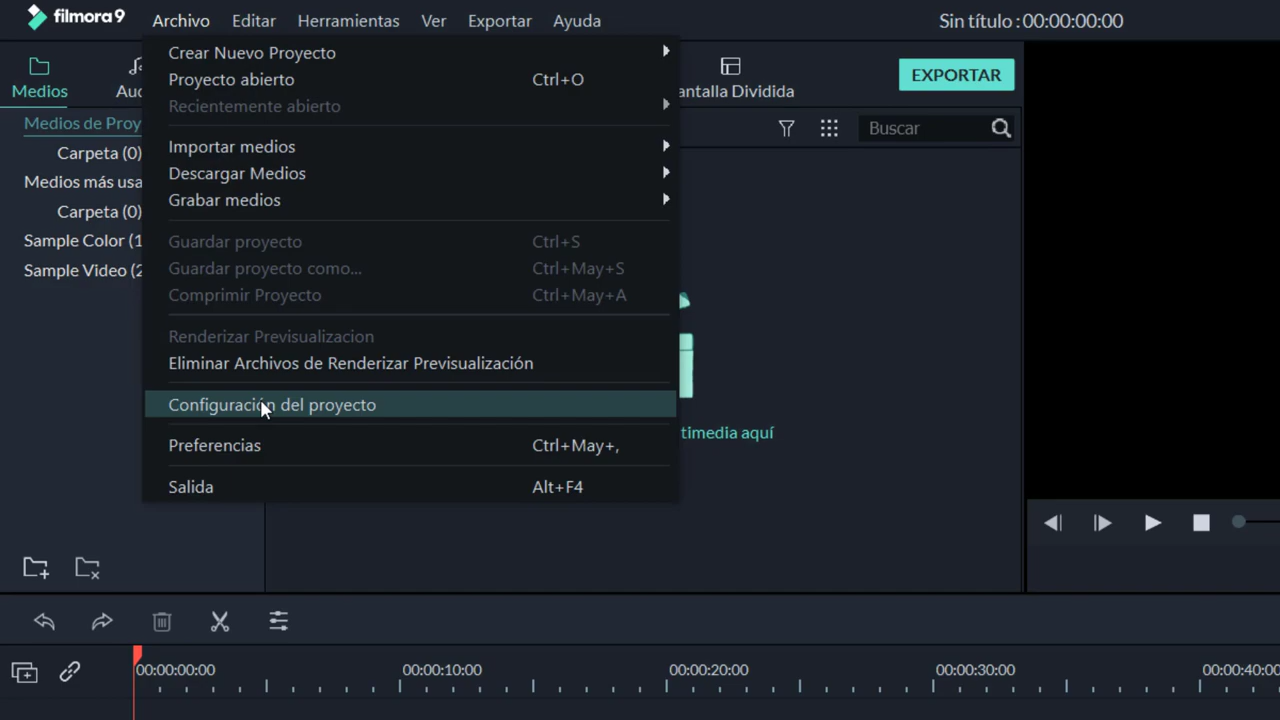 filmora9 Archivo Editar Herramientas Ver Exportar Ayuda Sin título : 00:00:00:00
Medios Auc antalla Dividida EXPORTAR
Crear Nuevo Proyecto
Proyecto abierto Ctrl+O
Recientemente abierto
Importar medios
Descargar Medios
Grabar medios
Guardar proyecto Ctrl+S
Guardar proyecto como... Ctrl+May+S
Comprimir Proyecto Ctrl+May+A
Renderizar Previsualizacion
Eliminar Archivos de Renderizar Previsualización
Configuración del proyecto
Preferencias Ctrl+May+,
Salida Alt+F4
Medios de Proy
Carpeta (0)
Medios más usa
Carpeta (0)
Sample Color (1
Sample Video (2
Buscar
timedia aquí
00:00:00:00 00:00:10:00 00:00:20:00 00:00:30:00 00:00:40:00